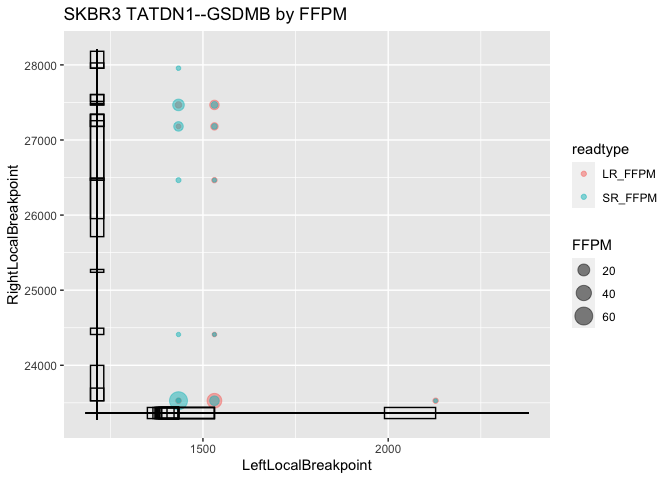 SKBR3 TATDN1--GSDMB by FFPM
28000
27000
26000
25000
24000
RightLocalBreakpoint
1500
2000
LeftLocalBreakpoint
readtype
LR_FFPM
SR_FFPM
FFPM
20
40
60